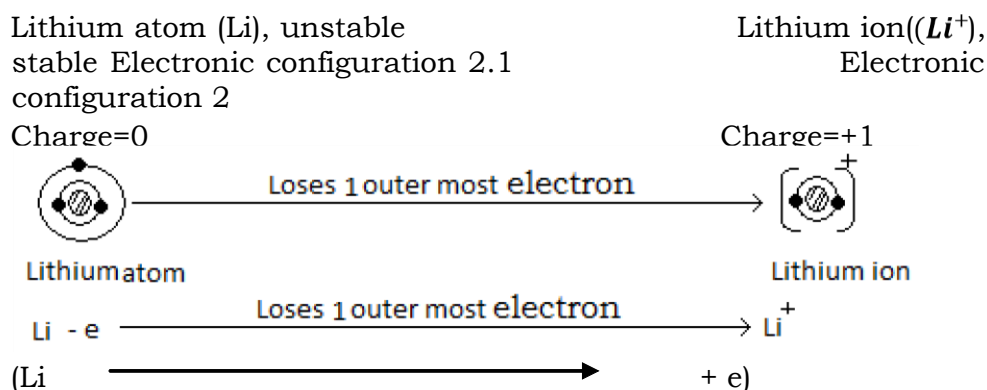 Lithium atom (Li), unstable Lithium ion((Li⁺),
stable Electronic configuration 2.1 Electronic
configuration 2
Charge=0 Charge=+1
Loses 1 outer most electron
+
Lithium atom Lithium ion
Loses 1 outer most electron
Li - e Li⁺
(Li + e)